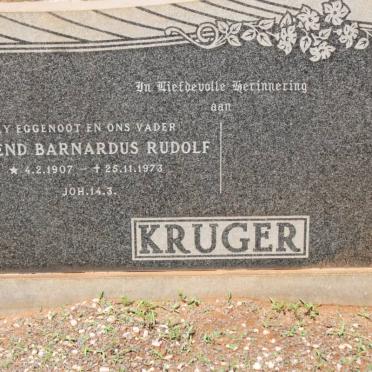 In Liefdevolle Herinnering
aan
Y EGGENOOT EN ONS VADER
END BARNARDUS RUDOLF
★ 4.2.1907 — ✝ 25.11.1973
JOH.14.3.
KRUGER